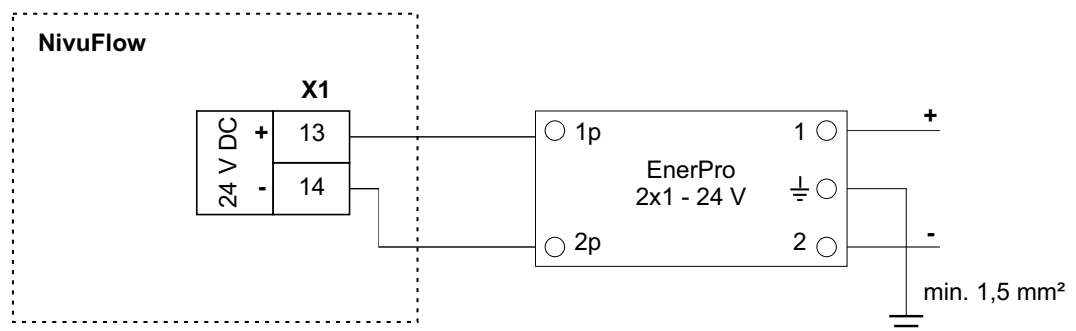 NivuFlow
X1
24 V DC
+ 13
- 14
1p
EnerPro
2x1 - 24 V
2p
1
2
+
-
min. 1,5 mm²